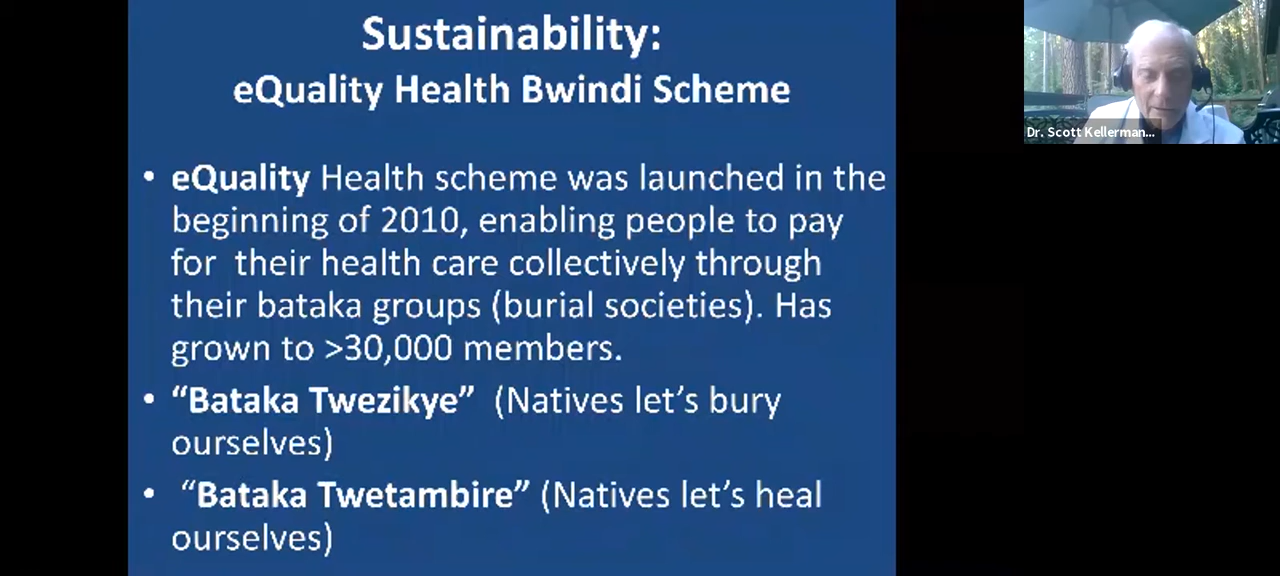 Sustainability:
eQuality Health Bwindi Scheme
• eQuality Health scheme was launched in the
beginning of 2010, enabling people to pay
for their health care collectively through
their bataka groups (burial societies). Has
grown to >30,000 members.
• “Bataka Twezikye” (Natives let’s bury
ourselves)
• “Bataka Twetambire” (Natives let’s heal
ourselves)
Dr. Scott Kellerman...